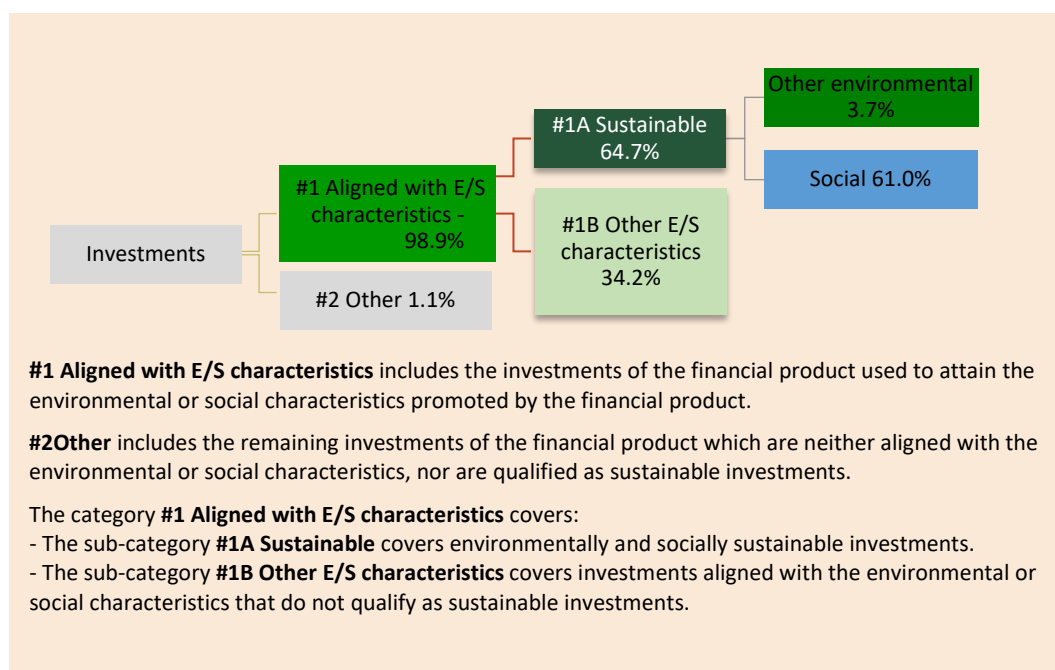 Other environmental
3.7%
#1A Sustainable
64.7%
Social 61.0%
#1 Aligned with E/S
characteristics -
98.9%
#1B Other E/S
characteristics
34.2%
Investments
#2 Other 1.1%
#1 Aligned with E/S characteristics includes the investments of the financial product used to attain the
environmental or social characteristics promoted by the financial product.
#2Other includes the remaining investments of the financial product which are neither aligned with the
environmental or social characteristics, nor are qualified as sustainable investments.
The category #1 Aligned with E/S characteristics covers:
- The sub-category #1A Sustainable covers environmentally and socially sustainable investments.
- The sub-category #1B Other E/S characteristics covers investments aligned with the environmental or
social characteristics that do not qualify as sustainable investments.